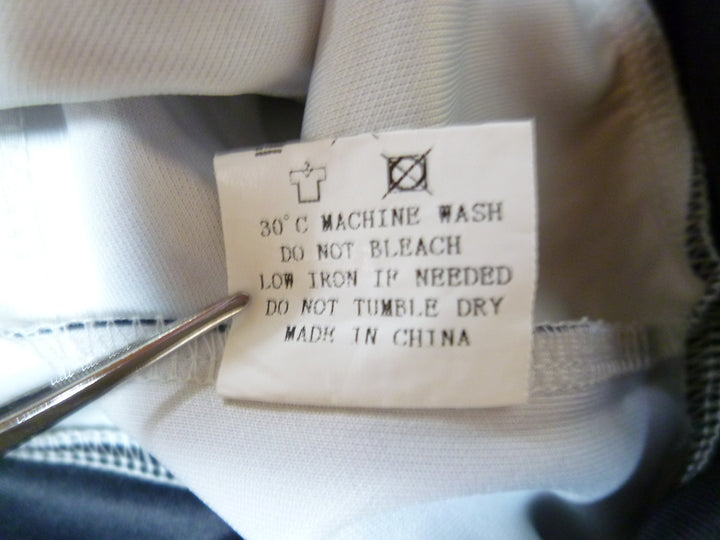 30°C MACHINE WASH
DO NOT BLEACH
LOW IRON IF NEEDED
DO NOT TUMBLE DRY
MADE IN CHINA